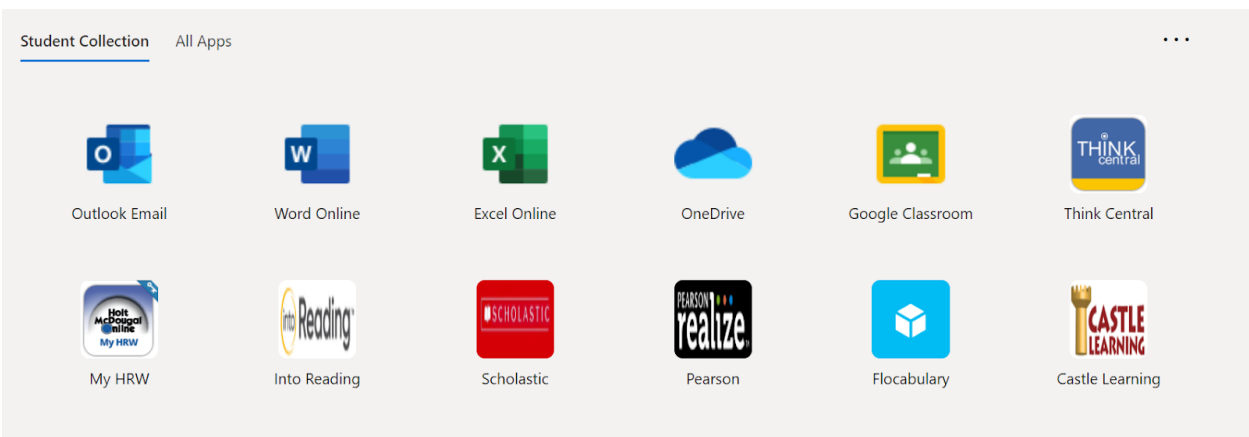 Student Collection All Apps
...
O W X THINK central
Outlook Email Word Online Excel Online OneDrive Google Classroom Think Central
Holt McDougal Online My HRW
into Reading
SCHOLASTIC
PEARSON realize
CASTLE LEARNING
My HRW Into Reading Scholastic Pearson Flocabulary Castle Learning